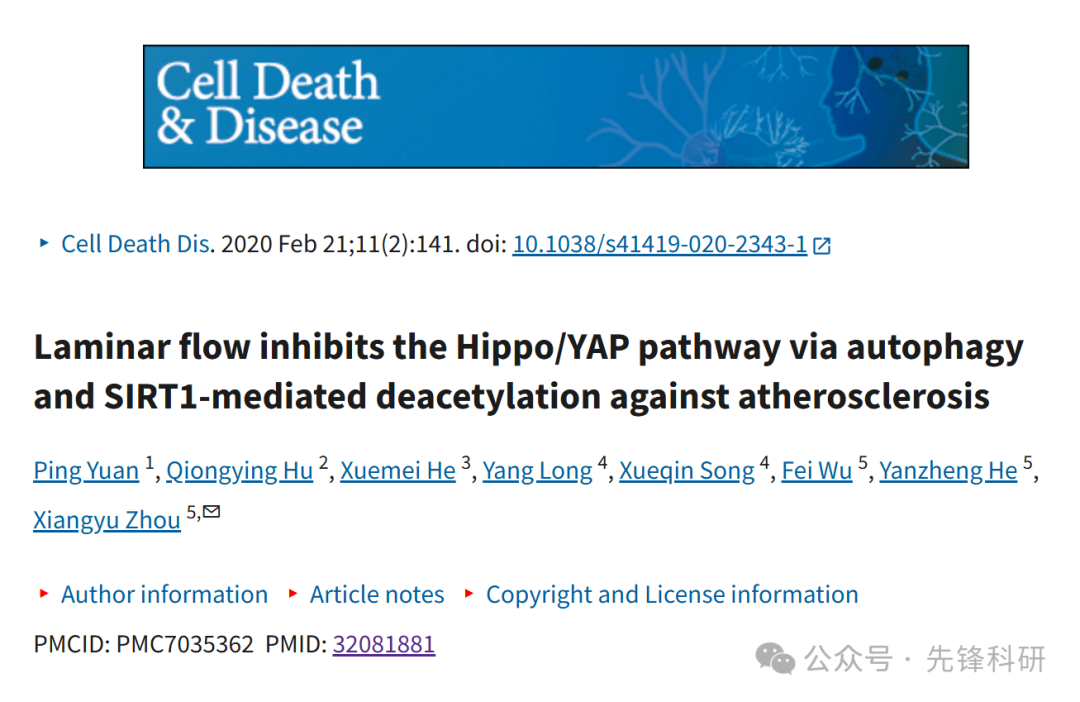 Cell Death
& Disease
Cell Death Dis. 2020 Feb 21;11(2):141. doi: 10.1038/s41419-020-2343-1
Laminar flow inhibits the Hippo/YAP pathway via autophagy
and SIRT1-mediated deacetylation against atherosclerosis
Ping Yuan 1, Qiongying Hu 2, Xuemei He 3, Yang Long 4, Xueqin Song 4, Fei Wu 5, Yanzheng He 5,
Xiangyu Zhou 5,
Author information Article notes Copyright and License information
PMCID: PMC7035362 PMID: 32081881
公众号 · 先锋科研